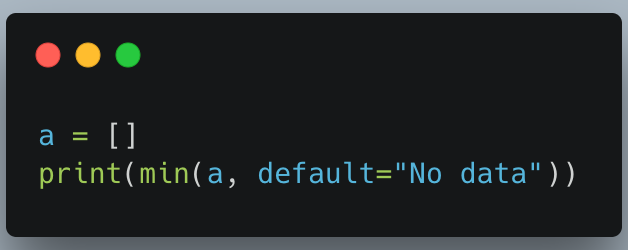 a = []
print(min(a, default="No data"))